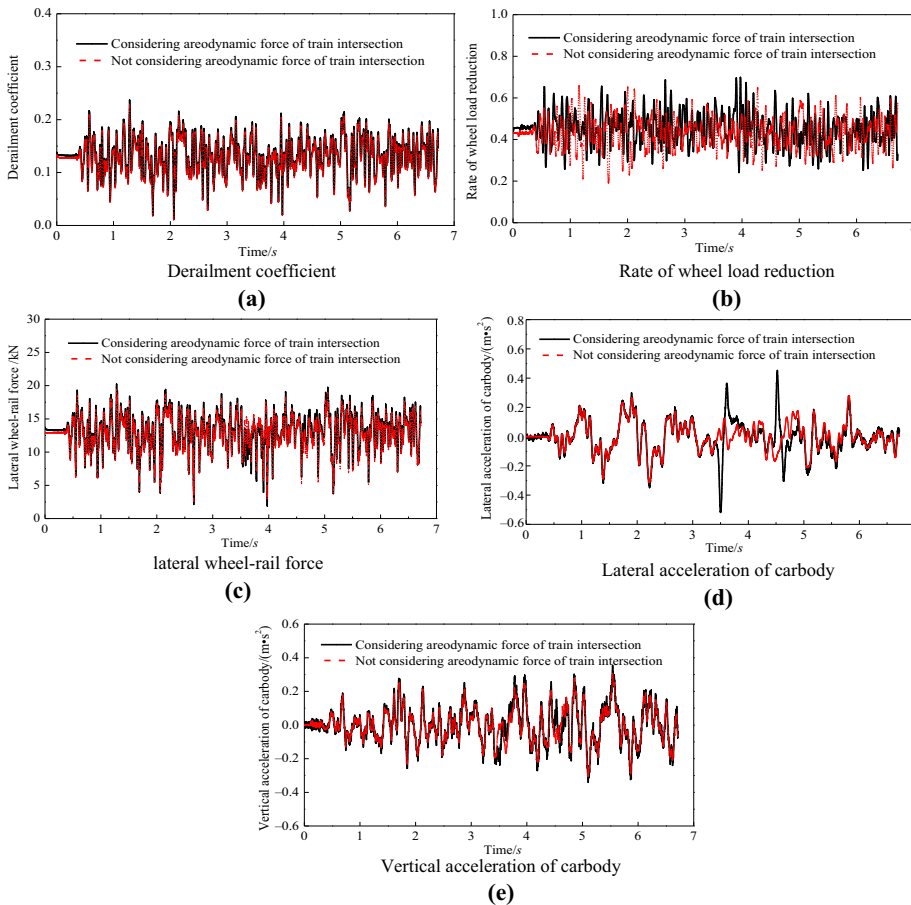 0.4
0.3
0.2
0.1
0.0
Derailment coefficient
Considering areodynamic force of train intersection
Not considering areodynamic force of train intersection
0 1 2 3 4 5 6 7
Time/s
Derailment coefficient
(a)
1.0
0.8
0.6
0.4
0.2
0.0
Rate of wheel load reduction
Considering areodynamic force of train intersection
Not considering areodynamic force of train intersection
0 1 2 3 4 5 6 7
Time/s
Rate of wheel load reduction
(b)
30
25
20
15
10
5
0
Lateral wheel-rail force /kN
Considering areodynamic force of train intersection
Not considering areodynamic force of train intersection
0 1 2 3 4 5 6 7
Time/s
lateral wheel-rail force
(c)
0.8
0.6
0.4
0.2
0.0
−0.2
−0.4
−0.6
Lateral acceleration of carbody/(m•s²)
Considering areodynamic force of train intersection
Not considering areodynamic force of train intersection
0 1 2 3 4 5 6 7
Time/s
Lateral acceleration of carbody
(d)
0.6
0.4
0.2
0.0
−0.2
−0.4
−0.6
Vertical acceleration of carbody/(m•s²)
Considering areodynamic force of train intersection
Not considering areodynamic force of train intersection
0 1 2 3 4 5 6 7
Time/s
Vertical acceleration of carbody
(e)